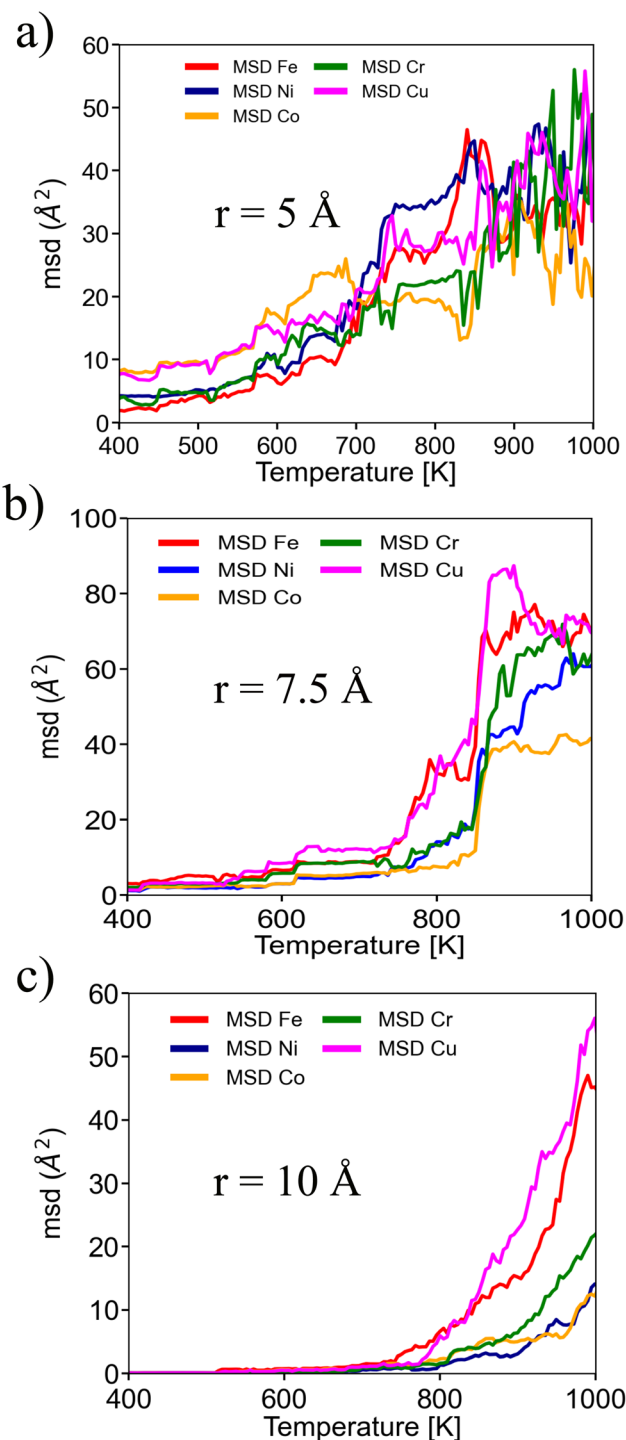 a)
60
50
40
30
20
10
0
msd (Å²)
MSD Fe
MSD Cr
MSD Ni
MSD Cu
MSD Co
r = 5 Å
400 500 600 700 800 900 1000
Temperature [K]
b)
100
80
60
40
20
0
msd (Å²)
MSD Fe
MSD Cr
MSD Ni
MSD Cu
MSD Co
r = 7.5 Å
400 600 800 1000
Temperature [K]
c)
60
50
40
30
20
10
0
msd (Å²)
MSD Fe
MSD Cr
MSD Ni
MSD Cu
MSD Co
r = 10 Å
400 600 800 1000
Temperature [K]